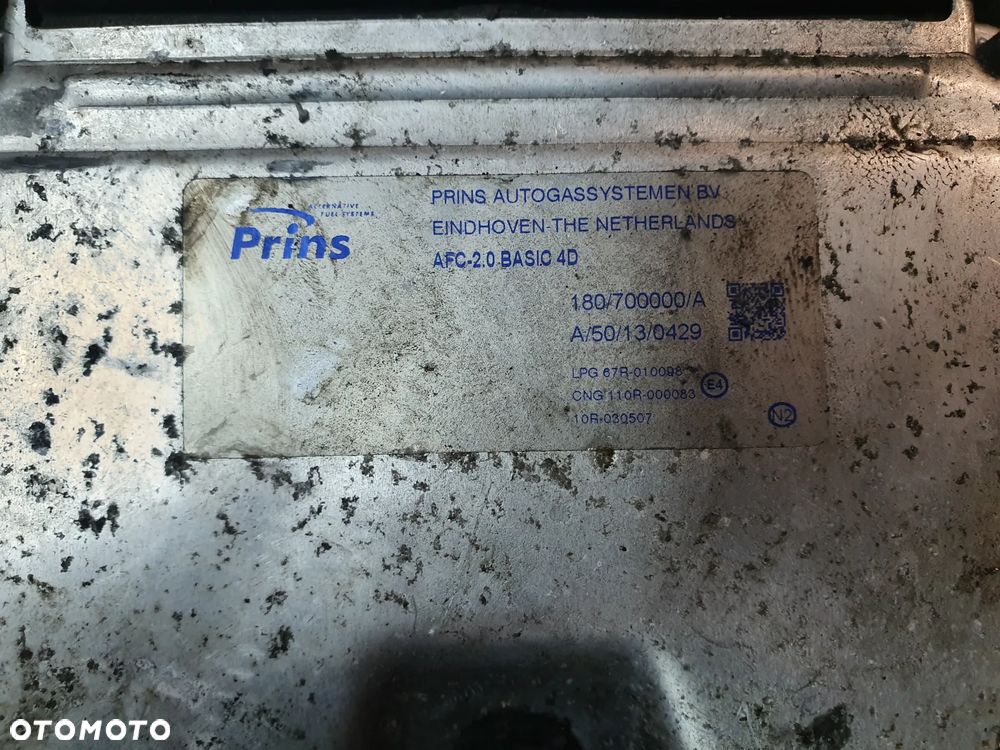 ALTERNATIVE
FUEL SYSTEMS
Prins
PRINS AUTOGASSYSTEMEN BV
EINDHOVEN-THE NETHERLANDS
AFC-2.0 BASIC 4D
180/700000/A
A/50/13/0429
LPG 67R-010098
CNG 110R-000083
E4
10R-030507
N2
OTOMOTO